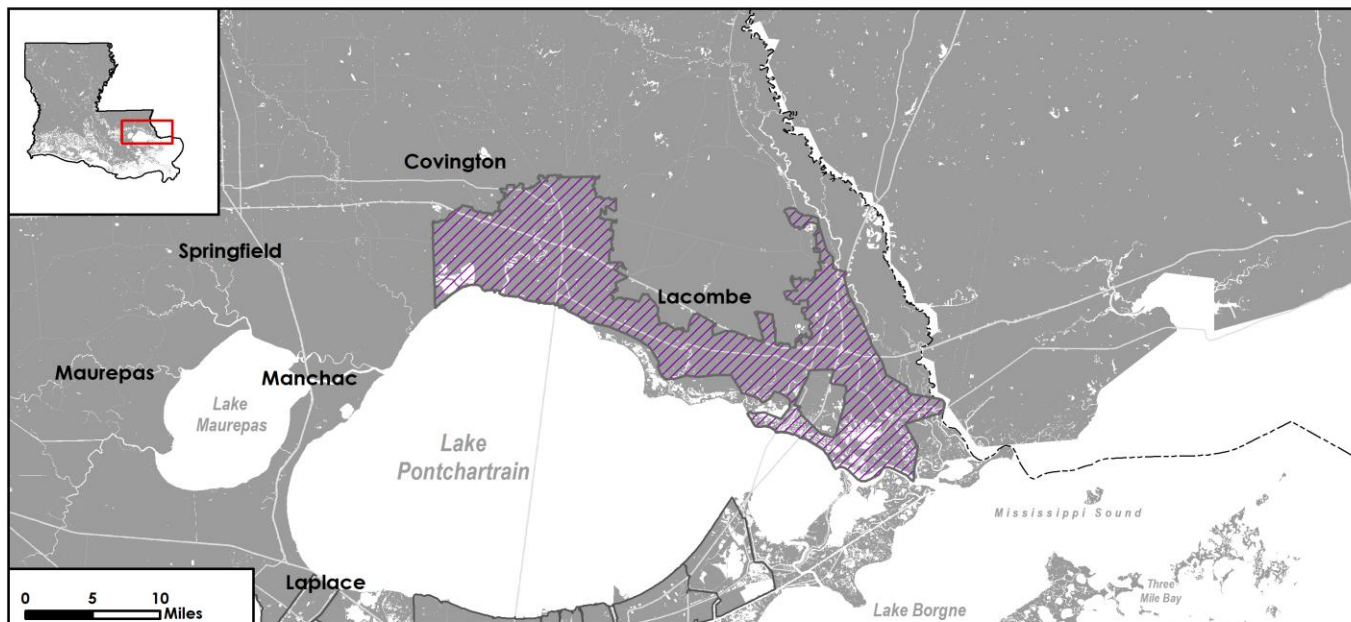 Covington
Springfield
Lacombe
Maurepas
Manchac
Lake
Maurepas
Lake
Pontchartrain
Mississippi Sound
Laplace
Three
Mile Bay
Lake Borgne
0 5 10
Miles